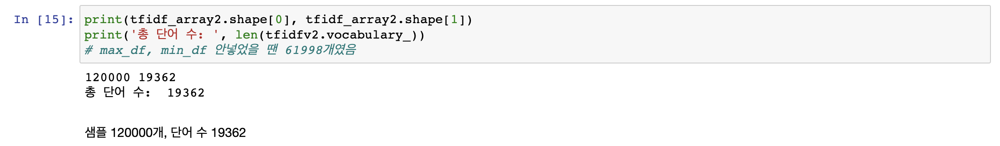 In [15]: print(tfidf_array2.shape[0], tfidf_array2.shape[1])
print('총 단어 수: ', len(tfidfv2.vocabulary_))
# max_df, min_df 안넣었을 땐 61998개였음
120000 19362
총 단어 수:  19362
샘플 120000개, 단어 수 19362